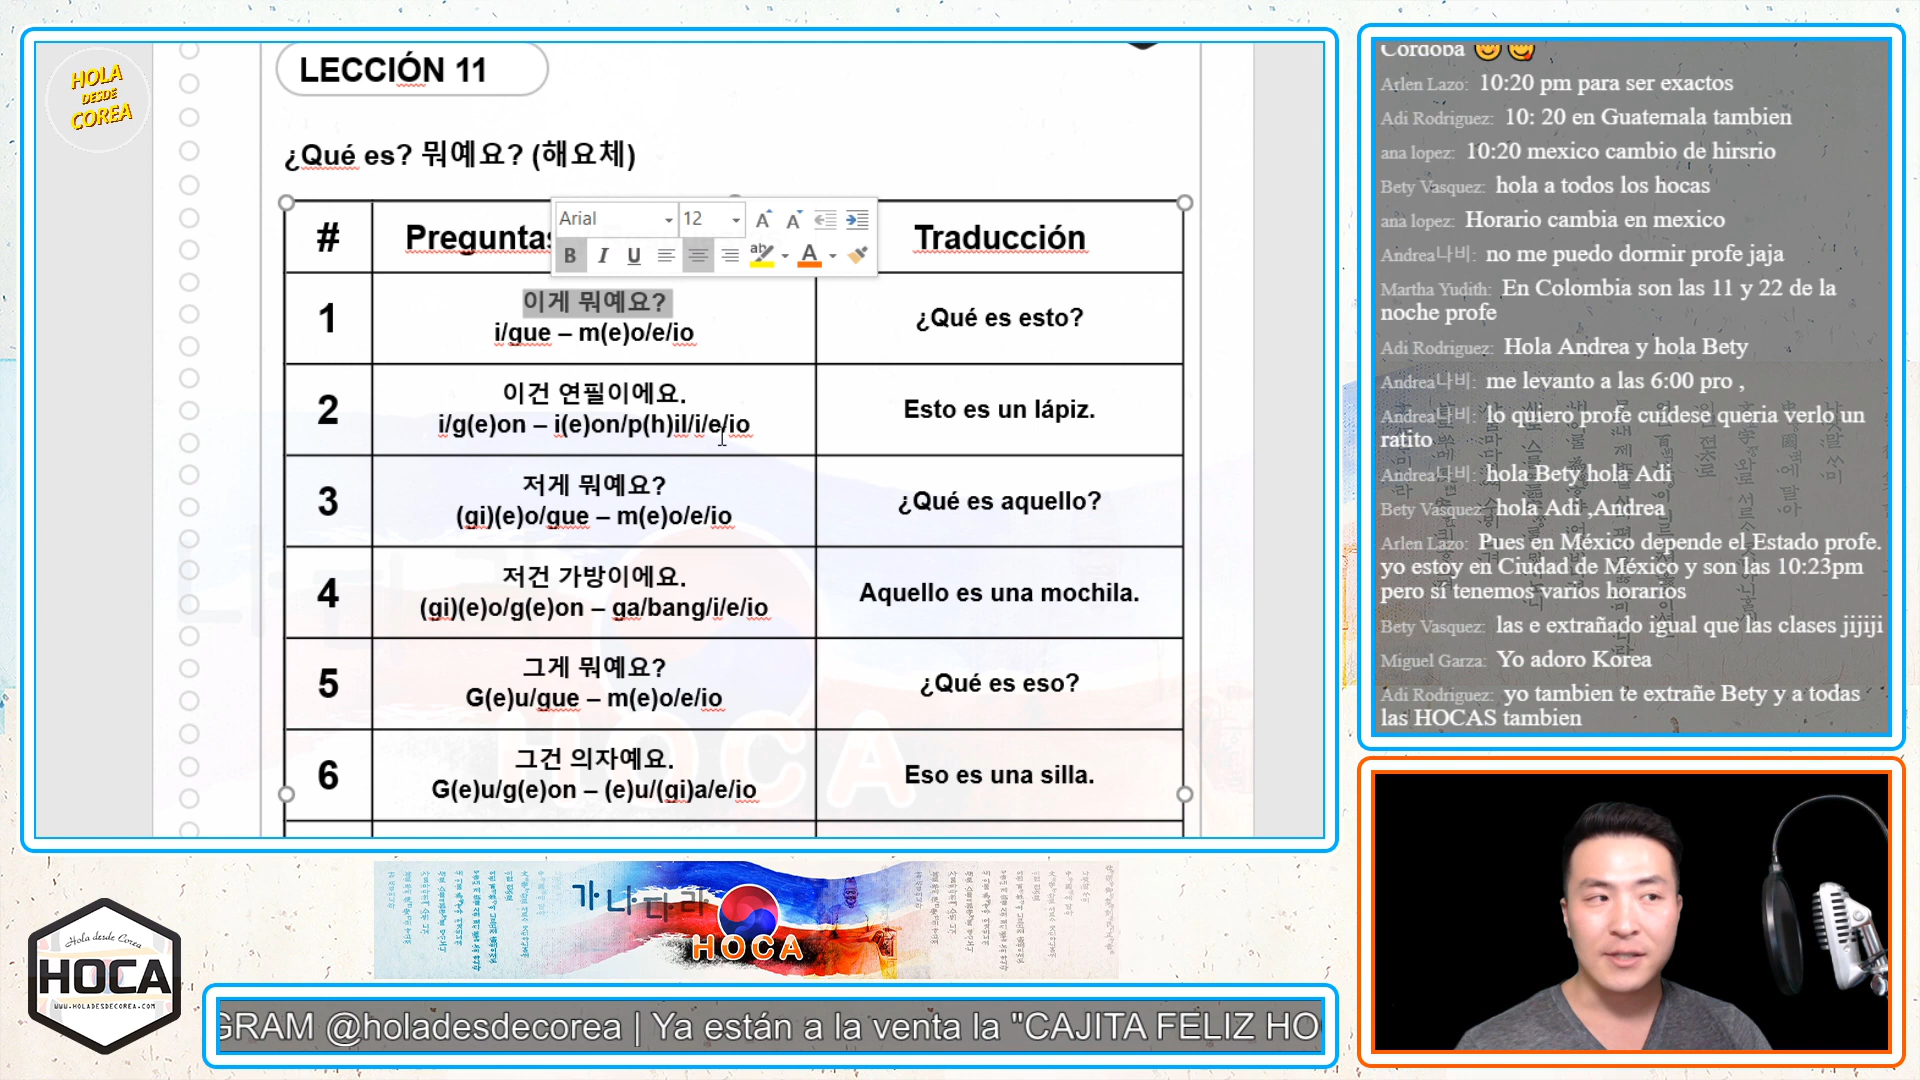 HOLA
DESDE
COREA
LECCIÓN 11
¿Qué es? 뭐예요? (해요체)
Arial 12
# Preguntas Traducción
1 이게 뭐예요? ¿Qué es esto?
i/gue – m(e)o/e/io
2 이건 연필이에요. Esto es un lápiz.
i/g(e)on – i(e)on/p(h)il/i/e/io
3 저게 뭐예요? ¿Qué es aquello?
(gi)(e)o/gue – m(e)o/e/io
4 저건 가방이에요. Aquello es una mochila.
(gi)(e)o/g(e)on – ga/bang/i/e/io
5 그게 뭐예요? ¿Qué es eso?
G(e)u/gue – m(e)o/e/io
6 그건 의자예요. Eso es una silla.
G(e)u/g(e)on – (e)u/(gi)a/e/io
Cordoba
Arlen Lazo: 10:20 pm para ser exactos
Adi Rodriguez: 10: 20 en Guatemala tambien
ana lopez: 10:20 mexico cambio de hirsrio
Bety Vasquez: hola a todos los hocas
ana lopez: Horario cambia en mexico
Andrea나비: no me puedo dormir profe jaja
Martha Yudith: En Colombia son las 11 y 22 de la
noche profe
Adi Rodriguez: Hola Andrea y hola Bety
Andrea나비: me levanto a las 6:00 pro ,
Andrea나비: lo quiero profe cuídese queria verlo un
ratito
Andrea나비: hola Bety hola Adi
Bety Vasquez: hola Adi ,Andrea
Arlen Lazo: Pues en México depende el Estado profe.
yo estoy en Ciudad de México y son las 10:23pm
pero sí tenemos varios horarios
Bety Vasquez: las e extrañado igual que las clases jijiji
Miguel Garza: Yo adoro Korea
Adi Rodriguez: yo tambien te extrañe Bety y a todas
las HOCAS tambien
가나다라
HOCA
Hola desde Corea
HOCA
WWW.HOLADESDECOREA.COM
GRAM @holadesdecorea | Ya están a la venta la "CAJITA FELIZ HO